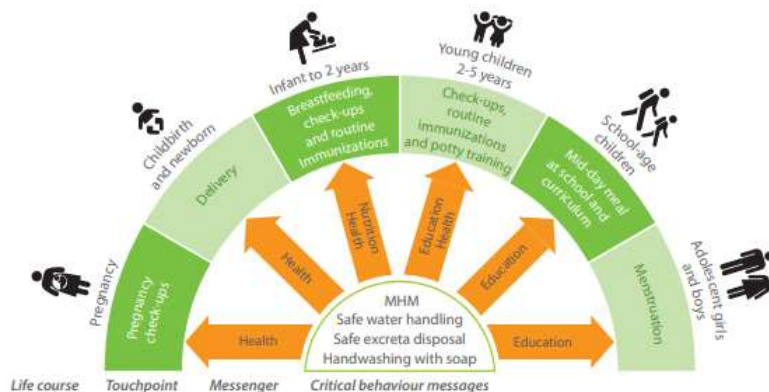 Pregnancy
Childbirth
and newborn
Infant to 2 years
Young children
2-5 years
School-age
children
Adolescent girls
and boys
Pregnancy
check-ups
Delivery
Breastfeeding,
check-ups
and routine
Immunizations
Check-ups,
routine
immunizations
and potty training
Mid-day meal
at school and
curriculum
Menstruation
Health
Health
Nutrition
Health
Education
Health
Education
Education
MHM
Safe water handling
Safe excreta disposal
Handwashing with soap
Life course Touchpoint Messenger Critical behaviour messages